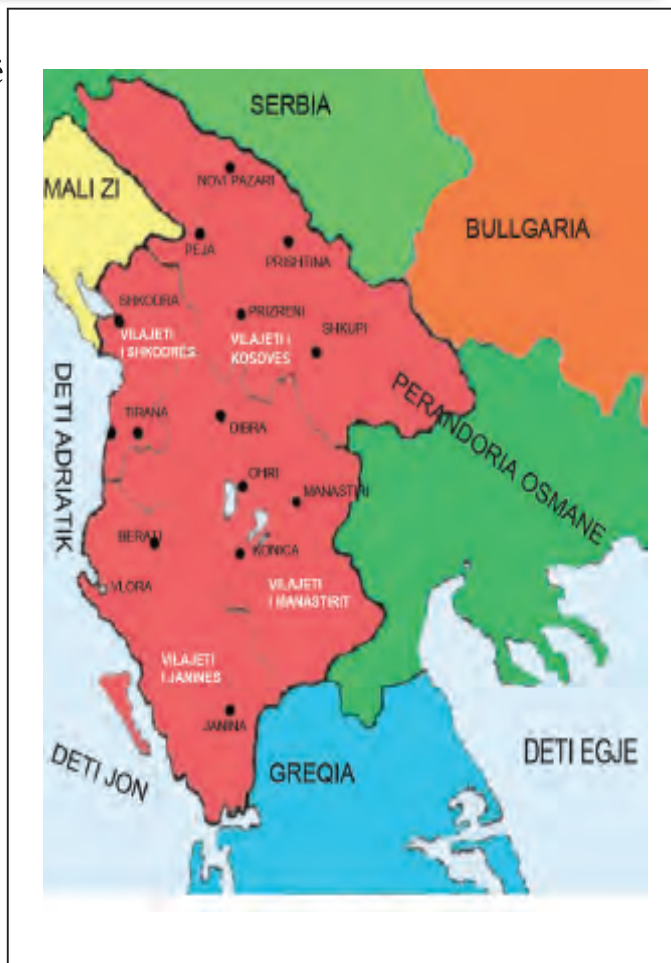 ë
SERBIA
NOVI PAZARI
MALI ZI
BULLGARIA
PEJA
PRISHTINA
SHKODRA
PRIZRENI
VILAJETI
I SHKODRËS
VILAJETI I
KOSOVËS
SHKUPI
DETI ADRIATIK
PERANDORIA OSMANE
TIRANA
DIBRA
OHRI
MANASTIRI
BERATI
KONICA
VLORA
VILAJETI
I MANASTIRIT
VILAJETI
I JANINËS
JANINA
DETI JON
GREQIA
DETI EGJE